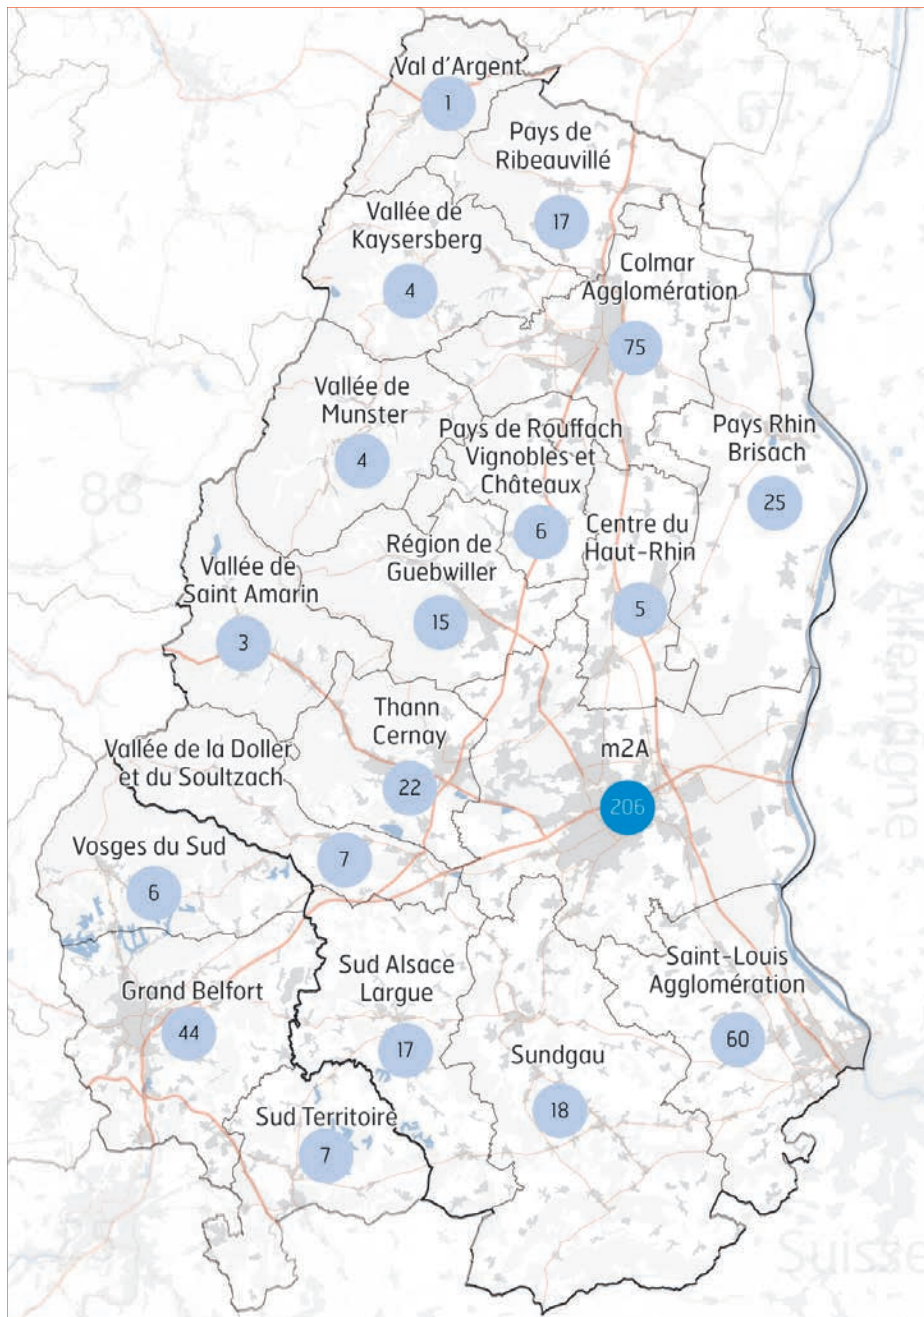 Val d'Argent
1
67
Pays de
Ribeauvillé
17
Vallée de
Kaysersberg
4
Colmar
Agglomération
75
Vallée de
Munster
4
Pays de Rouffach
Vignobles et
Châteaux
6
Pays Rhin
Brisach
25
88
Centre du
Haut-Rhin
5
Région de
Guebwiller
15
Vallée de
Saint Amarin
3
Allemagne
Thann
Cernay
22
m2A
206
Vallée de la Doller
et du Soultzach
7
Vosges du Sud
6
Grand Belfort
44
Sud Alsace
Largue
17
Saint-Louis
Agglomération
60
Sundgau
18
Sud Territoire
7
25
Suisse